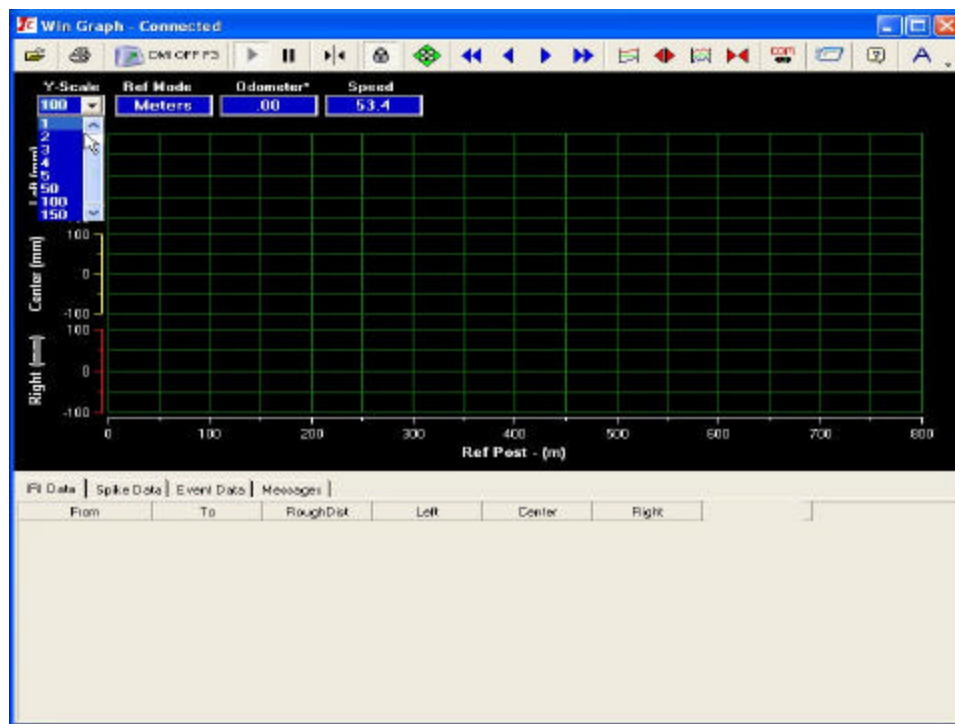 Win Graph - Connected
DMI OFF F3
Y-Scale Ref Mode Odometer* Speed
100 Meters .00 53.4
1
2
3
4
5
50
100
150
100
Center (mm)
0
-100
100
Right (mm)
0
-100
0 100 200 300 400 500 600 700 800
Ref Post - (m)
IRI Data Spike Data Event Data Messages
From To RoughDist Left Center Right